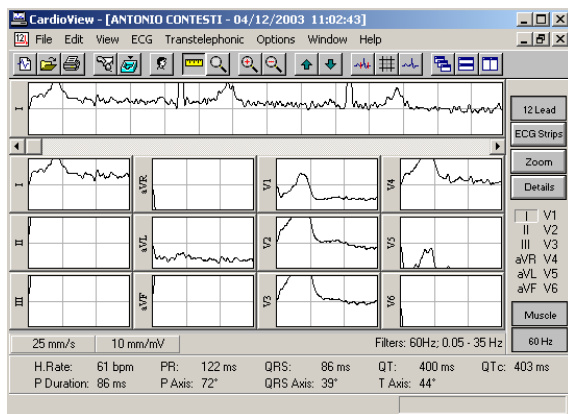 CardioView - [ANTONIO CONTESTI - 04/12/2003 11:02:43]
File Edit View ECG Transtelephonic Options Window Help
I
12 Lead
ECG Strips
Zoom
Details
I aVR V1 V4
II aVL V2 V5
III aVF V3 V6
I V1
II V2
III V3
aVR V4
aVL V5
aVF V6
Muscle
60 Hz
25 mm/s 10 mm/mV Filters: 60Hz; 0.05 - 35 Hz
H.Rate: 61 bpm PR: 122 ms QRS: 86 ms QT: 400 ms QTc: 403 ms
P Duration: 86 ms P Axis: 72° QRS Axis: 39° T Axis: 44°